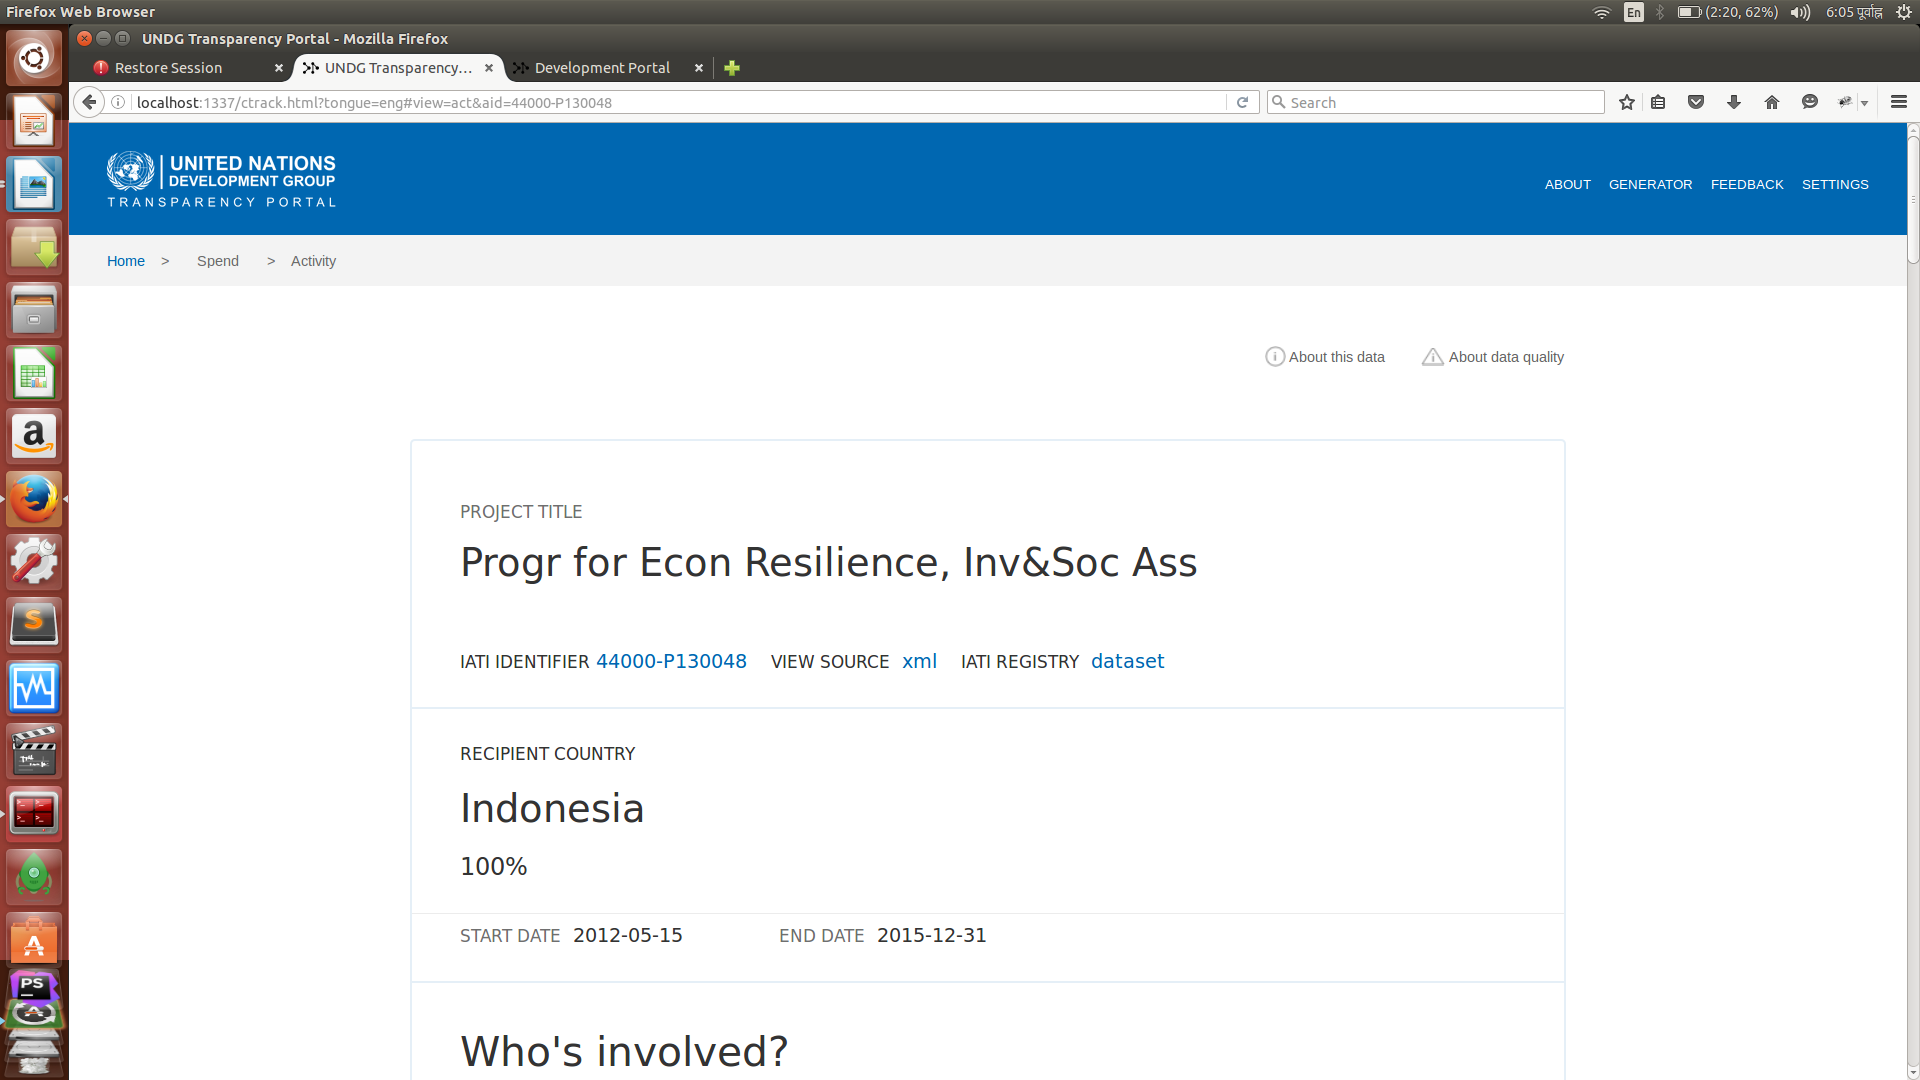 Firefox Web Browser
En
(2:20, 62%)
6:05 पूर्वाह्न
UNDG Transparency Portal - Mozilla Firefox
Restore Session
UNDG Transparency...
Development Portal
localhost:1337/ctrack.html?tongue=eng#view=act&aid=44000-P130048
Search
UNITED NATIONS
DEVELOPMENT GROUP
TRANSPARENCY PORTAL
ABOUT GENERATOR FEEDBACK SETTINGS
Home > Spend > Activity
About this data About data quality
PROJECT TITLE
Progr for Econ Resilience, Inv&Soc Ass
IATI IDENTIFIER 44000-P130048 VIEW SOURCE xml IATI REGISTRY dataset
RECIPIENT COUNTRY
Indonesia
100%
START DATE 2012-05-15 END DATE 2015-12-31
Who's involved?
PS